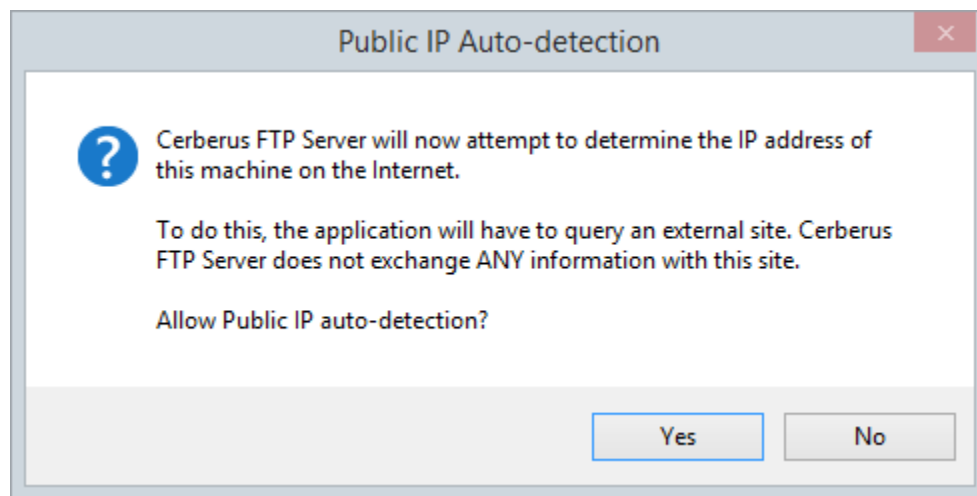 Public IP Auto-detection
Cerberus FTP Server will now attempt to determine the IP address of
this machine on the Internet.
To do this, the application will have to query an external site. Cerberus
FTP Server does not exchange ANY information with this site.
Allow Public IP auto-detection?
Yes
No